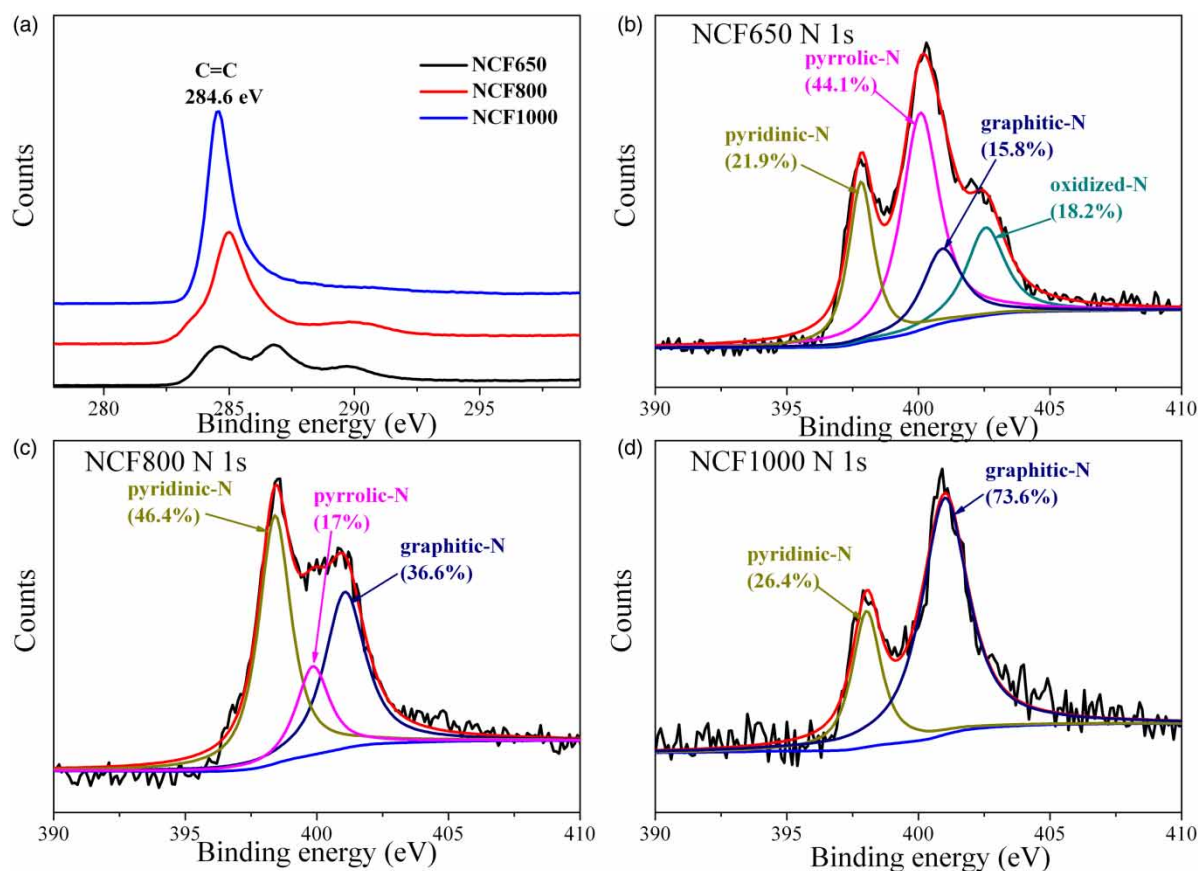 (a)
C=C
284.6 eV
NCF650
NCF800
NCF1000
Counts
280
285
290
295
Binding energy (eV)
(b)
NCF650 N 1s
pyrrolic-N
(44.1%)
pyridinic-N
(21.9%)
graphitic-N
(15.8%)
oxidized-N
(18.2%)
Counts
390
395
400
405
410
Binding energy (eV)
(c)
NCF800 N 1s
pyridinic-N
(46.4%)
pyrrolic-N
(17%)
graphitic-N
(36.6%)
Counts
390
395
400
405
410
Binding energy (eV)
(d)
NCF1000 N 1s
graphitic-N
(73.6%)
pyridinic-N
(26.4%)
Counts
390
395
400
405
410
Binding energy (eV)